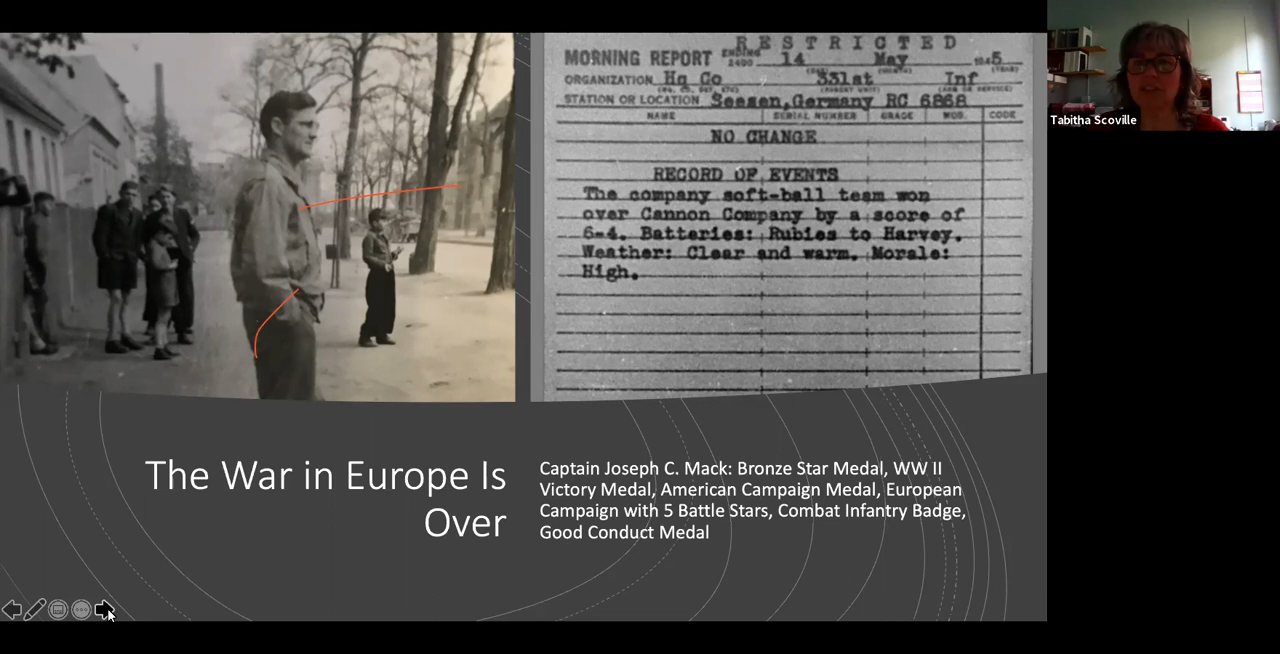 RESTRICTED
MORNING REPORT ENDING 2400 14 May 1945
ORGANIZATION Hq Co 331st Inf
STATION OR LOCATION Seesen, Germany RC 6868
NAME SERIAL NUMBER GRADE MOS. CODE
NO CHANGE
RECORD OF EVENTS
The company soft-ball team won
over Cannon Company by a score of
6-4. Batteries: Rubies to Harvey.
Weather: Clear and warm. Morale:
High.
Tabitha Scoville
The War in Europe Is
Over
Captain Joseph C. Mack: Bronze Star Medal, WW II
Victory Medal, American Campaign Medal, European
Campaign with 5 Battle Stars, Combat Infantry Badge,
Good Conduct Medal